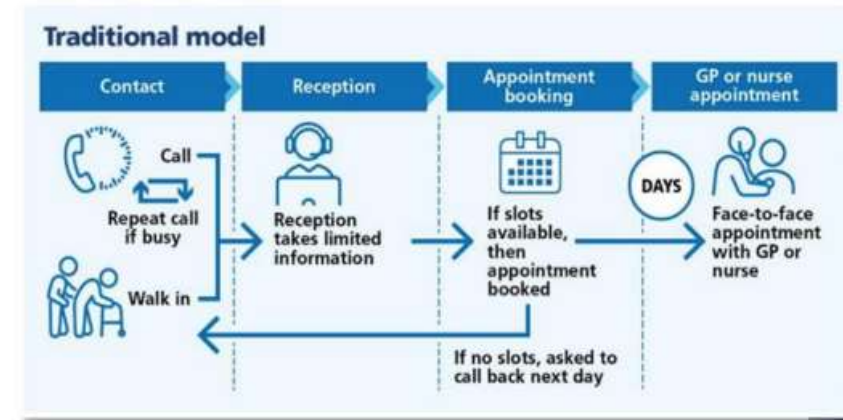 Traditional model
Contact
Reception
Appointment
booking
GP or nurse
appointment
Call
Repeat call
if busy
Walk in
Reception
takes limited
information
If slots
available,
then
appointment
booked
DAYS
Face-to-face
appointment
with GP or
nurse
If no slots, asked to
call back next day